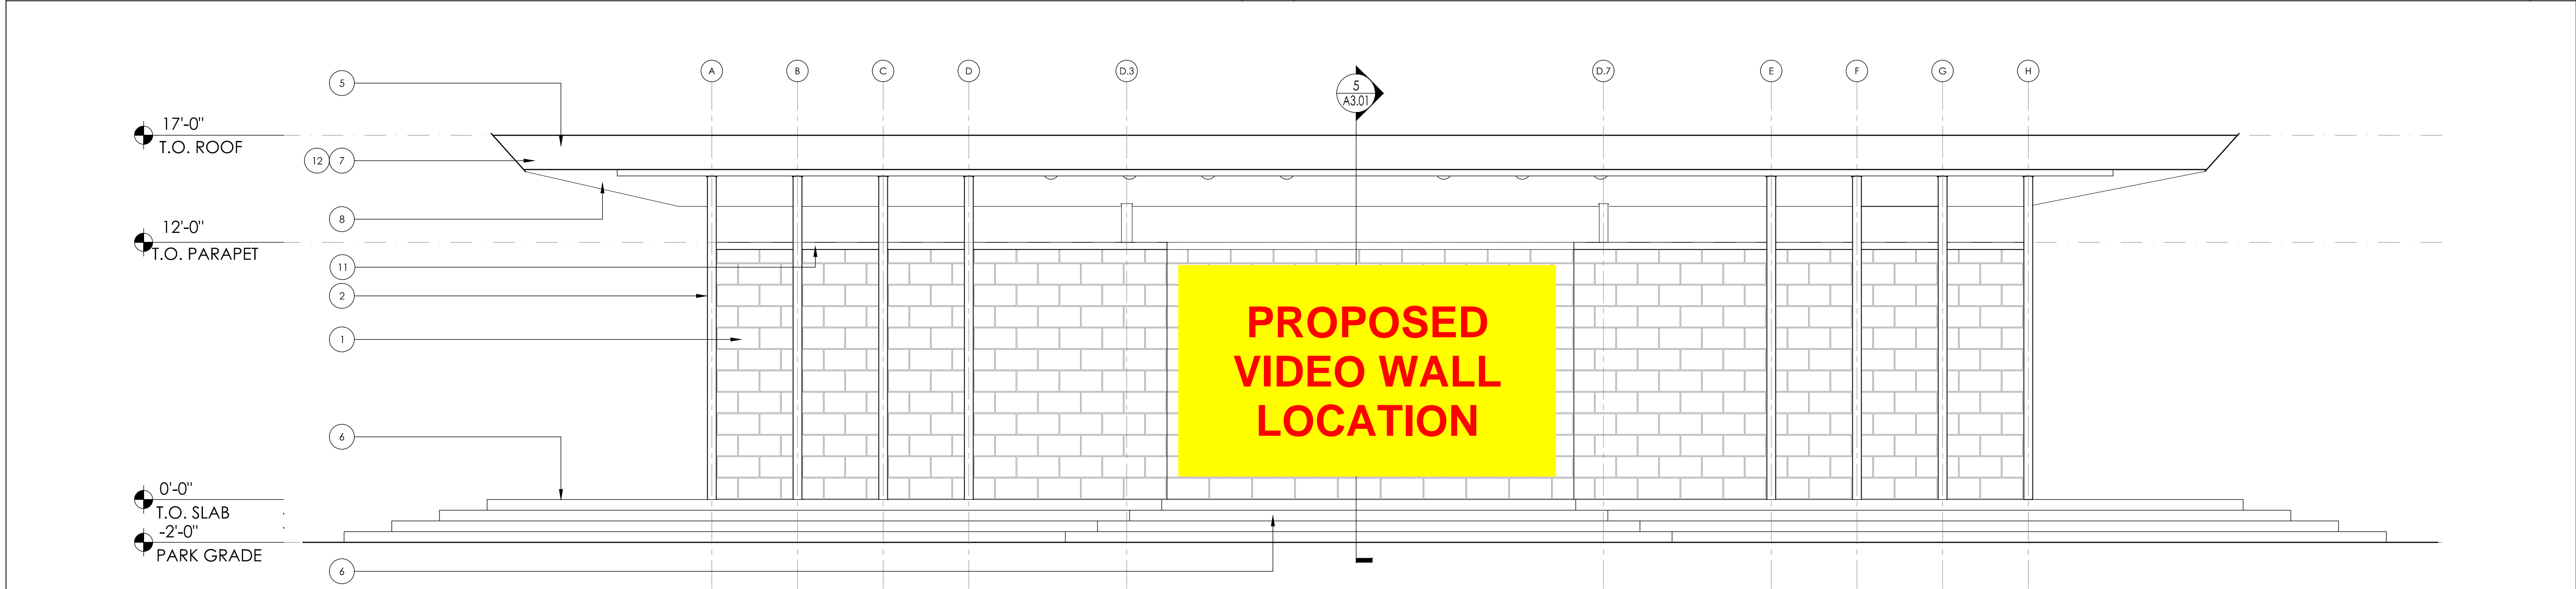 A B C D D.3 D.7 E F G H
5
5
A3.01
17'-0"
T.O. ROOF
12 7
8
12'-0"
T.O. PARAPET
11
2
1
PROPOSED
VIDEO WALL
LOCATION
6
0'-0"
T.O. SLAB
-2'-0"
PARK GRADE
6